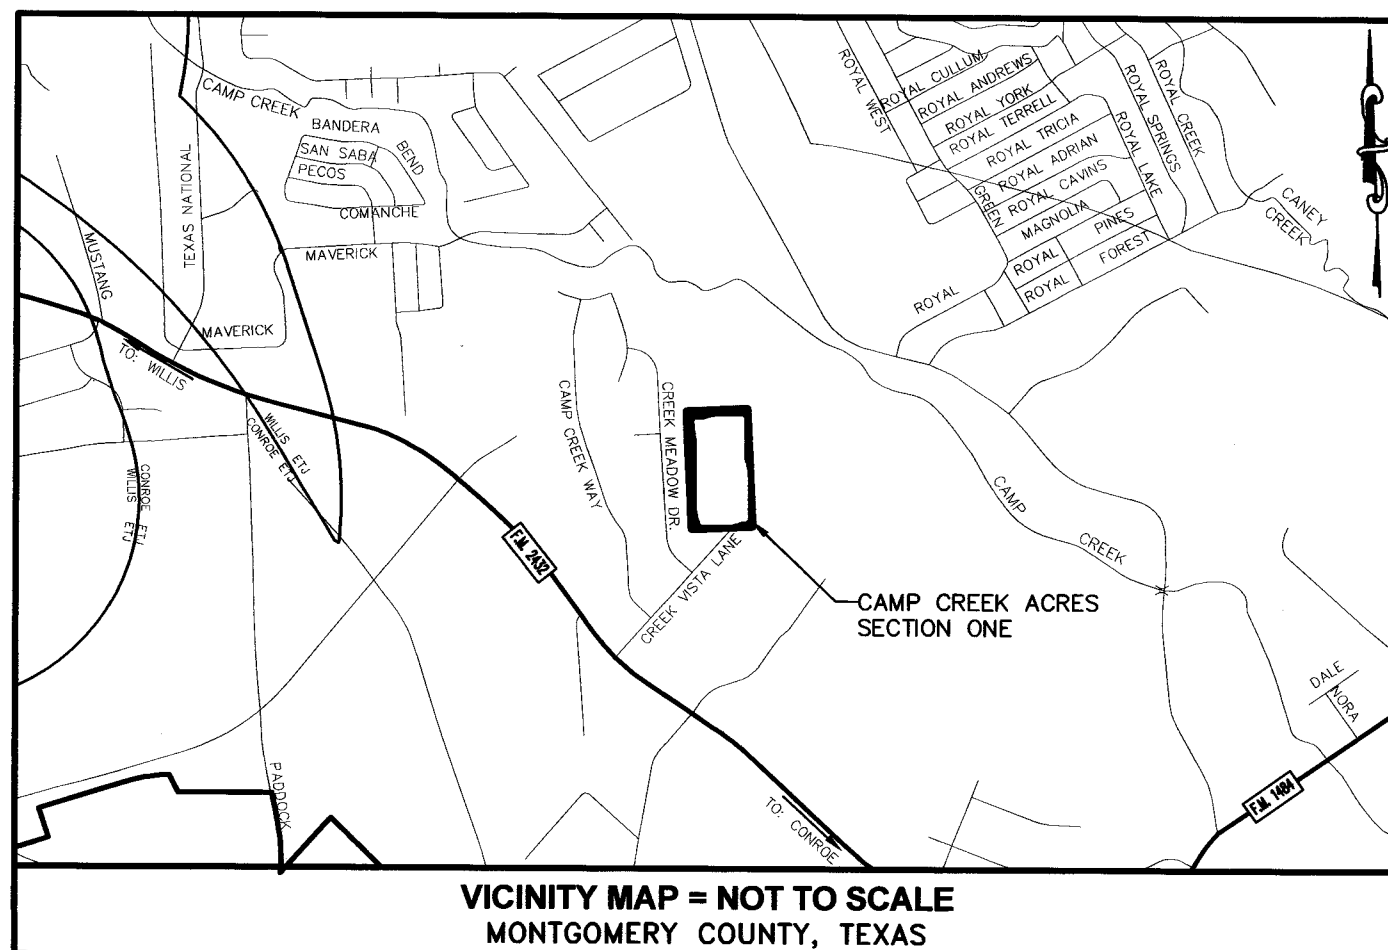 CAMP CREEK
BANDERA
BEND
SAN SABA
PECOS
COMANCHE
MAVERICK
TEXAS NATIONAL
MUSTANG
MAVERICK
TO: WILLIS
WILLIS ETJ
CONROE ETJ
CONROE ETJ
WILLIS ETJ
ROYAL WEST
ROYAL CULLUM
ROYAL ANDREWS
ROYAL YORK
ROYAL TERRELL
ROYAL TRICIA
ROYAL ADRIAN
ROYAL CAVINS
MAGNOLIA
PINES
ROYAL
FOREST
ROYAL
ROYAL
GREEN
ROYAL LAKE
ROYAL SPRINGS
ROYAL CREEK
CANEY
CREEK
CAMP CREEK WAY
CREEK MEADOW DR.
CREEK VISTA LANE
F.M. 2432
CAMP
CREEK
CAMP CREEK ACRES
SECTION ONE
DALE
NORA
F.M. 1484
PADDOCK
TO: CONROE
VICINITY MAP = NOT TO SCALE
MONTGOMERY COUNTY, TEXAS